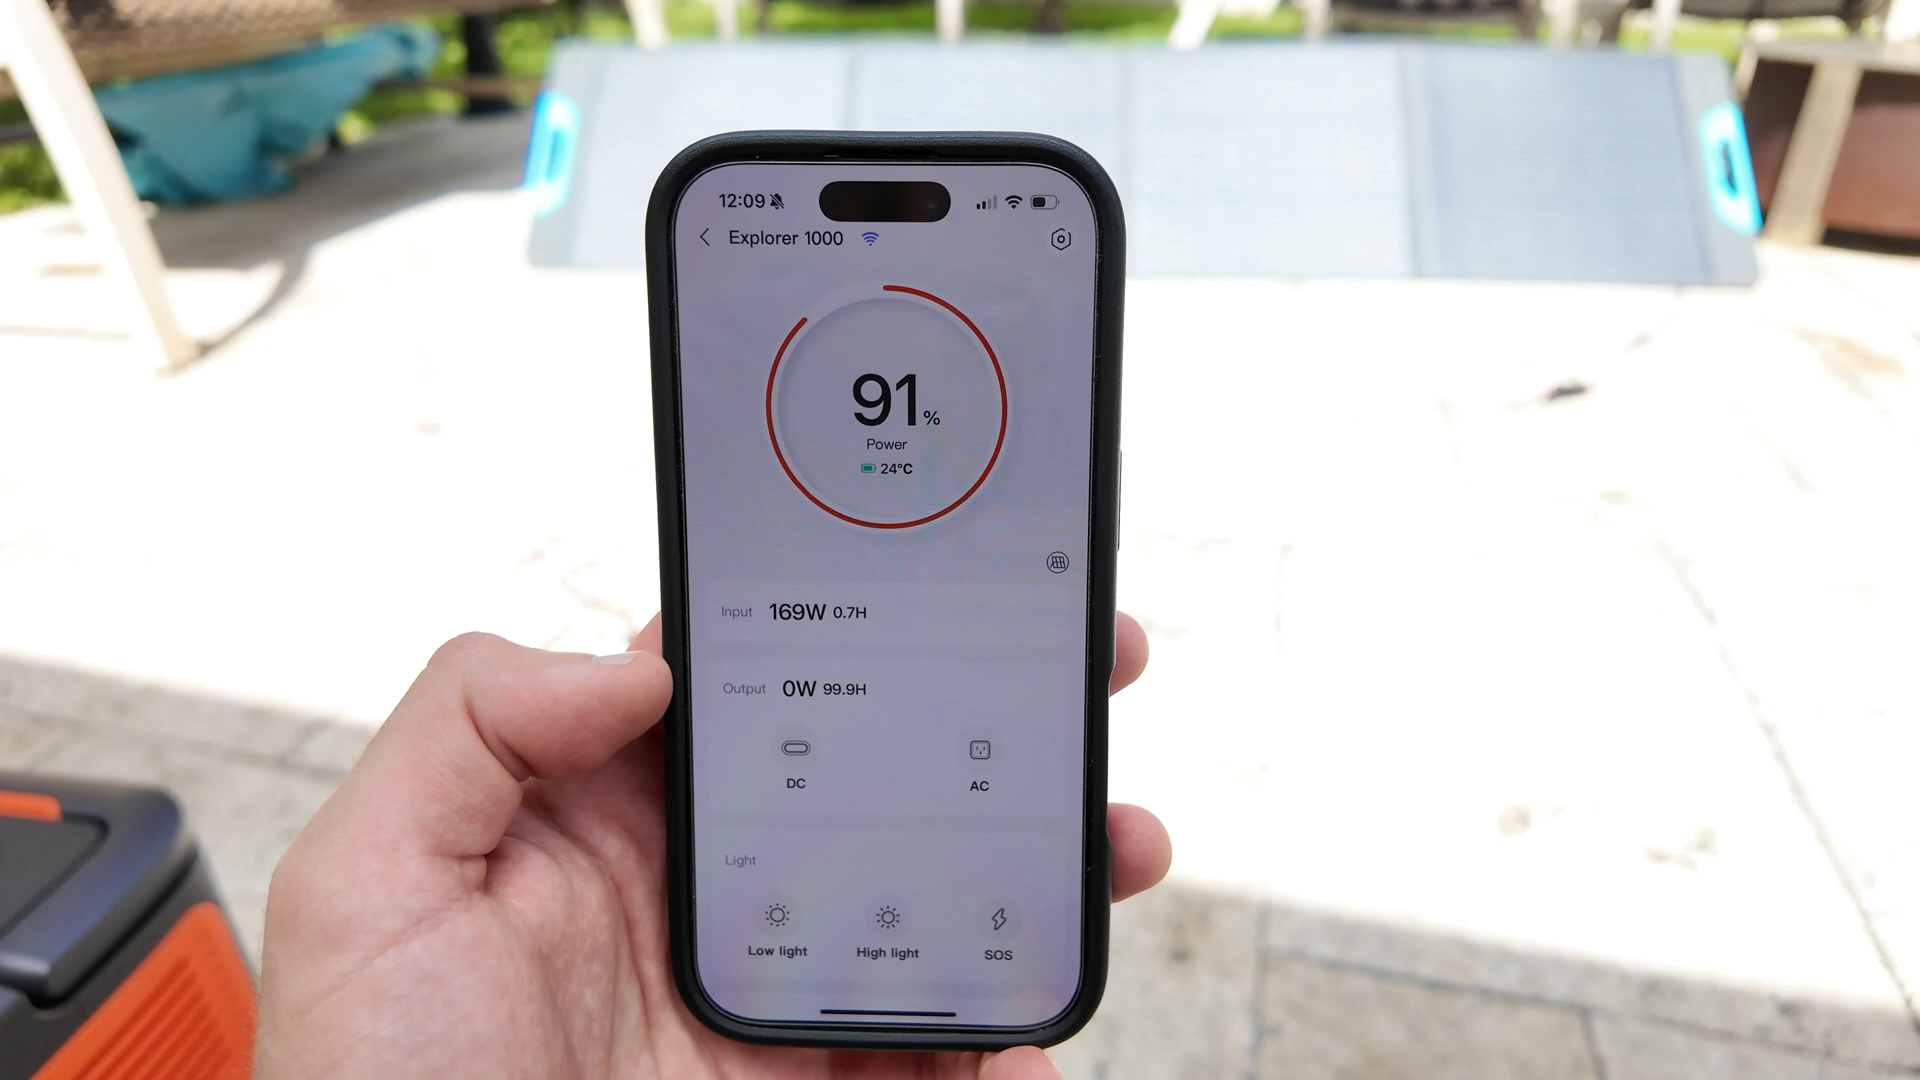 12:09
Explorer 1000
91%
Power
24°C
Input 169W 0.7H
Output 0W 99.9H
DC AC
Light
Low light High light SOS